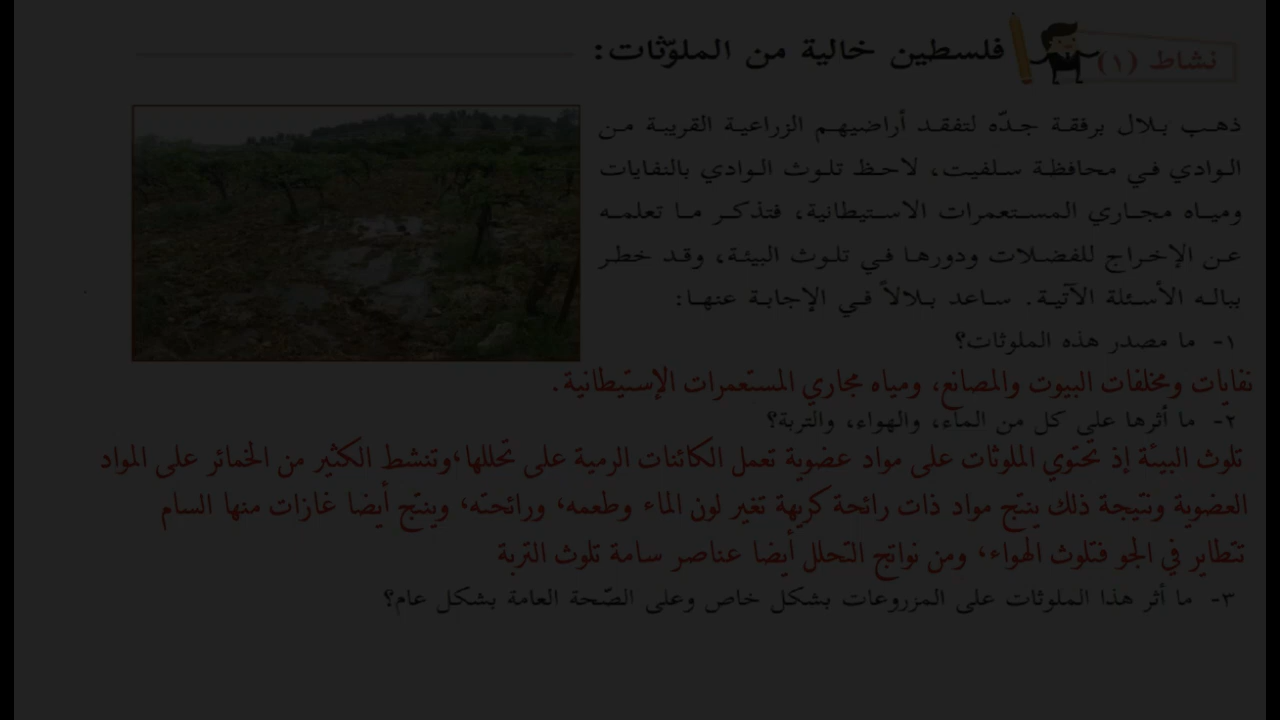 نشاط (١) فلسطين خالية من الملوّثات:
ذهب بلال برفقة جدّه لتفقد أراضيهم الزراعية القريبة من
الوادي في محافظة سلفيت، لاحظ تلوث الوادي بالنفايات
ومياه مجاري المستعمرات الاستيطانية، فتذكر ما تعلمه
عن الإخراج للفضلات ودورها في تلوث البيئة، وقد خطر
بباله الأسئلة الآتية. ساعد بلالاً في الإجابة عنها:
١- ما مصدر هذه الملوثات؟
نفايات ومخلفات البيوت والمصانع، ومياه مجاري المستعمرات الإستيطانية.
٢- ما أثرها على كل من الماء، والهواء، والتربة؟
تلوث البيئة إذ تحتوي الملوثات على مواد عضوية تعمل الكائنات الرمية على تحللها،وتنشط الكثير من الخمائر على المواد
العضوية ونتيجة ذلك ينتج مواد ذات رائحة كريهة تغير لون الماء وطعمه، ورائحته، وينتج أيضا غازات منها السام
تتطاير في الجو فتلوث الهواء، ومن نواتج التحلل أيضا عناصر سامة تلوث التربة
٣- ما أثر هذا الملوثات على المزروعات بشكل خاص وعلى الصّحة العامة بشكل عام؟